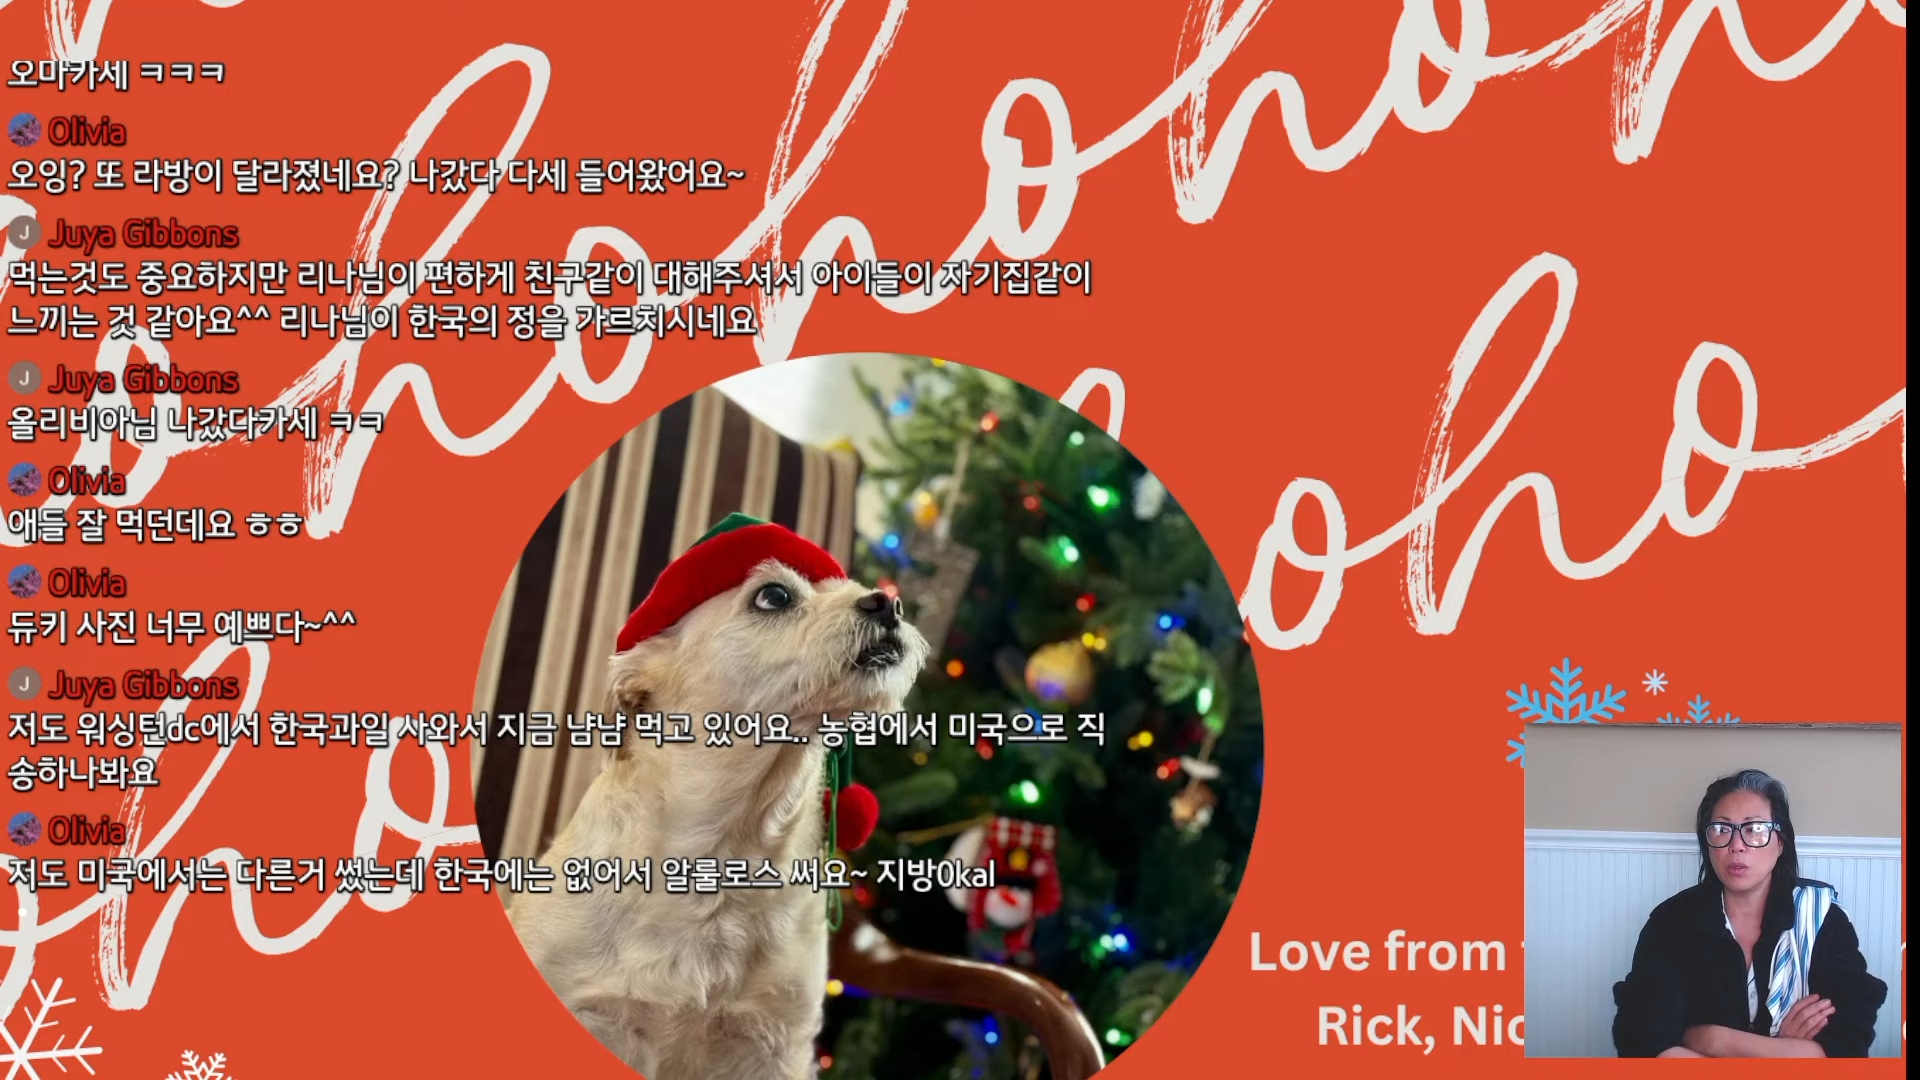 오마카세 ㅋㅋㅋ
Olivia
오잉? 또 라방이 달라졌네요? 나갔다 다세 들어왔어요~
J Juya Gibbons
먹는것도 중요하지만 리나님이 편하게 친구같이 대해주셔서 아이들이 자기집같이
느끼는 것 같아요^^ 리나님이 한국의 정을 가르치시네요
J Juya Gibbons
올리비아님 나갔다카세 ㅋㅋ
Olivia
애들 잘 먹던데요 ㅎㅎ
Olivia
듀키 사진 너무 예쁘다~^^
J Juya Gibbons
저도 워싱턴dc에서 한국과일 사와서 지금 냠냠 먹고 있어요.. 농협에서 미국으로 직
송하나봐요
Olivia
저도 미국에서는 다른거 썼는데 한국에는 없어서 알룰로스 써요~ 지방0kal
hohohoho
hohoho
ohoho
ho
Love from
Rick,